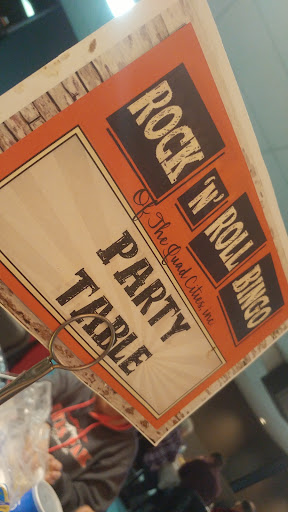 ROCK 'N' ROLL BINGO
Of The Quad Cities, inc
PARTY
TABLE